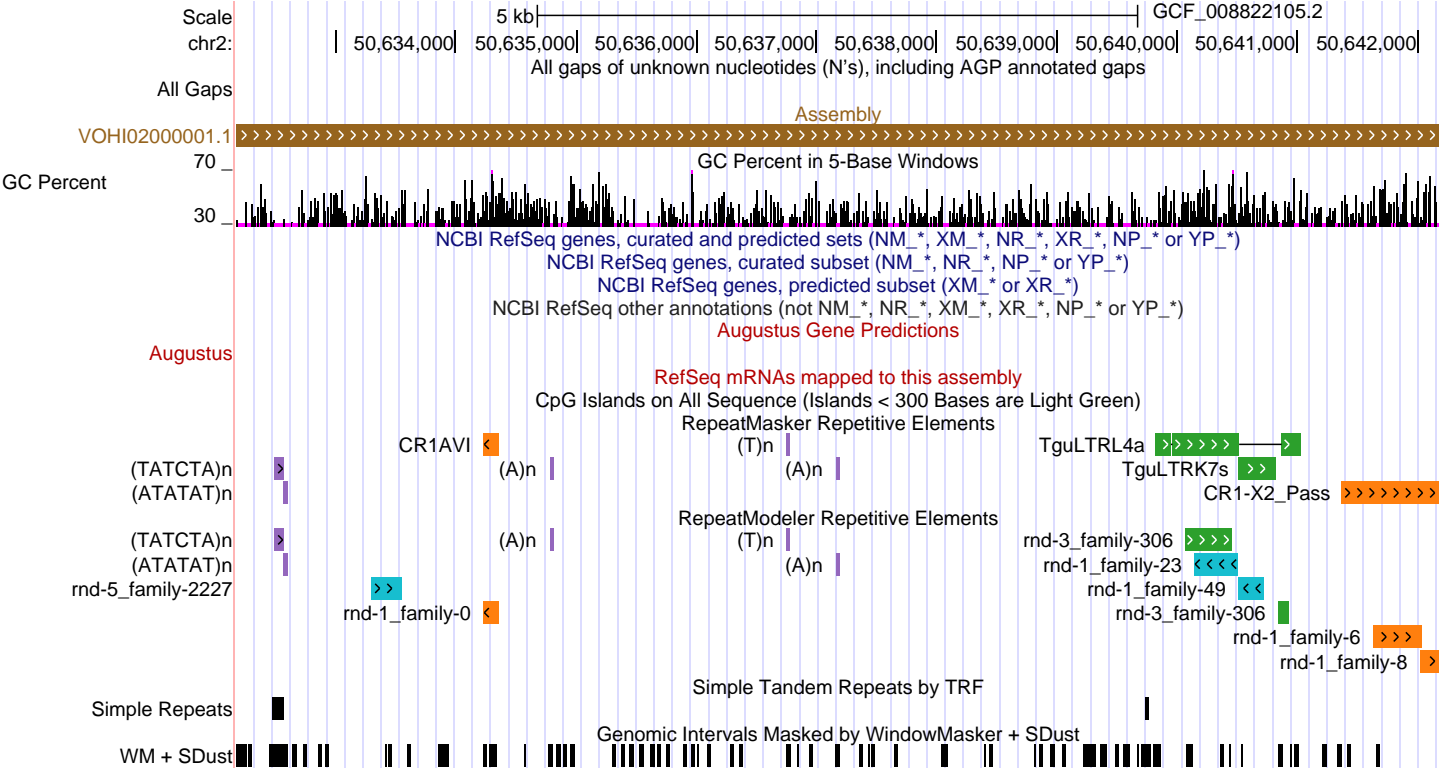 Scale 5 kb GCF_008822105.2
chr2: 50,634,000 50,635,000 50,636,000 50,637,000 50,638,000 50,639,000 50,640,000 50,641,000 50,642,000
All gaps of unknown nucleotides (N's), including AGP annotated gaps
All Gaps
Assembly
VOHI02000001.1
70 GC Percent in 5-Base Windows
GC Percent
30
NCBI RefSeq genes, curated and predicted sets (NM_*, XM_*, NR_*, XR_*, NP_* or YP_*)
NCBI RefSeq genes, curated subset (NM_*, NR_*, NP_* or YP_*)
NCBI RefSeq genes, predicted subset (XM_* or XR_*)
NCBI RefSeq other annotations (not NM_*, NR_*, XM_*, XR_*, NP_* or YP_*)
Augustus Gene Predictions
Augustus
RefSeq mRNAs mapped to this assembly
CpG Islands on All Sequence (Islands < 300 Bases are Light Green)
RepeatMasker Repetitive Elements
CR1AVI (T)n TguLTRL4a
(TATCTA)n (A)n (A)n TguLTRK7s
(ATATAT)n CR1-X2_Pass
RepeatModeler Repetitive Elements
(TATCTA)n (A)n (T)n rnd-3_family-306
(ATATAT)n (A)n rnd-1_family-23
rnd-5_family-2227 rnd-1_family-49
rnd-1_family-0 rnd-3_family-306
rnd-1_family-6
rnd-1_family-8
Simple Tandem Repeats by TRF
Simple Repeats
Genomic Intervals Masked by WindowMasker + SDust
WM + SDust